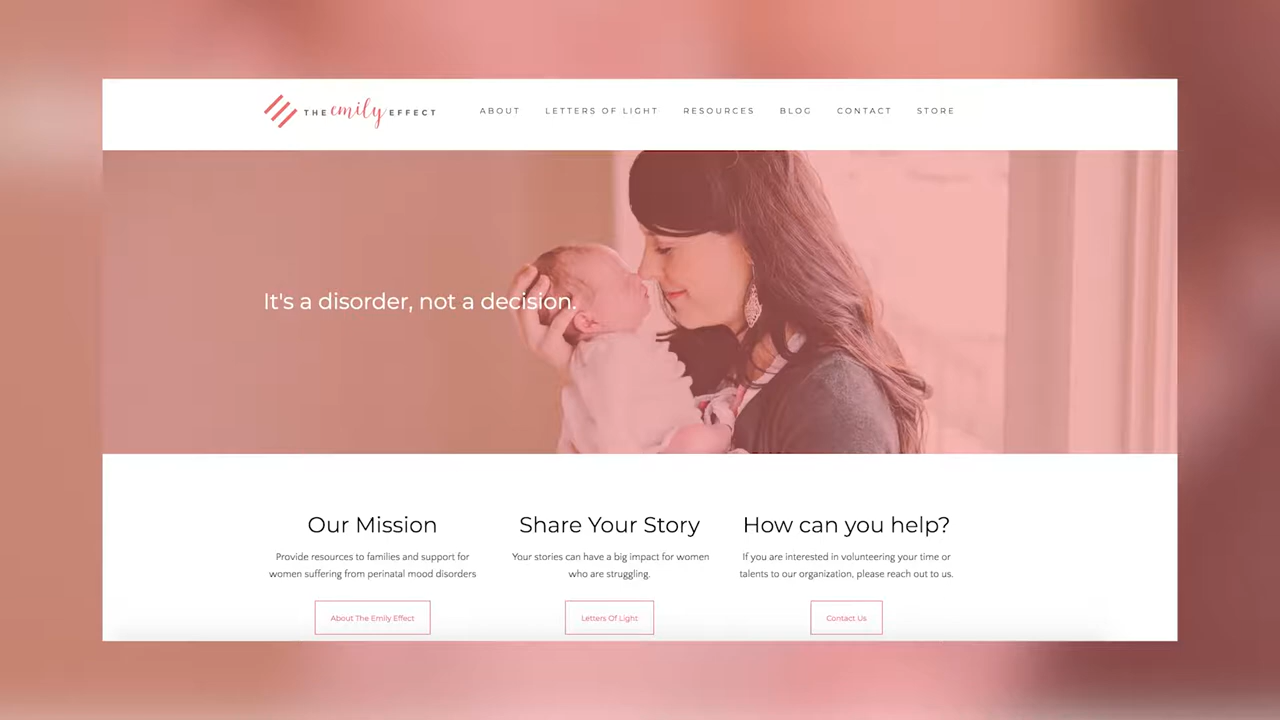 THE emily EFFECT
ABOUT
LETTERS OF LIGHT
RESOURCES
BLOG
CONTACT
STORE
It's a disorder, not a decision.
Our Mission
Provide resources to families and support for
women suffering from perinatal mood disorders
About The Emily Effect
Share Your Story
Your stories can have a big impact for women
who are struggling.
Letters Of Light
How can you help?
If you are interested in volunteering your time or
talents to our organization, please reach out to us.
Contact Us